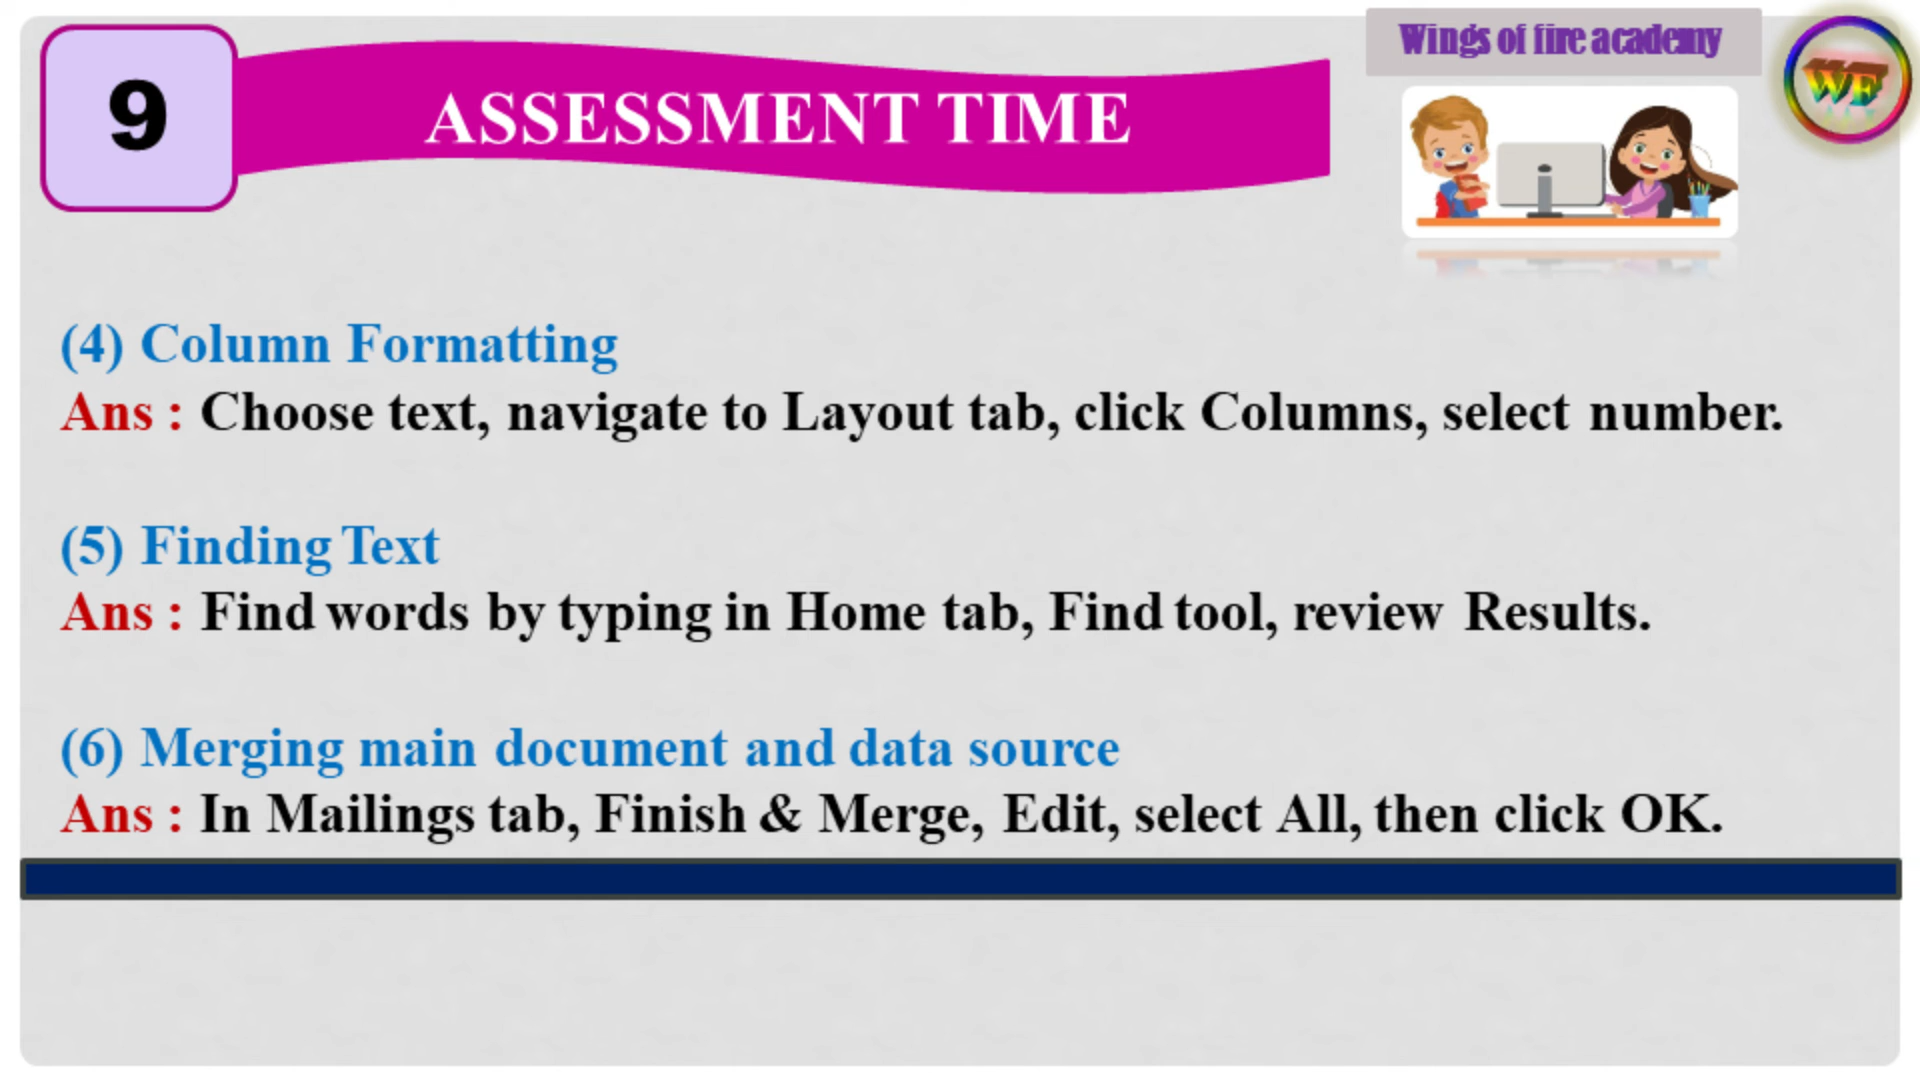 9
ASSESSMENT TIME
Wings of fire academy
WF
(4) Column Formatting
Ans : Choose text, navigate to Layout tab, click Columns, select number.
(5) Finding Text
Ans : Find words by typing in Home tab, Find tool, review Results.
(6) Merging main document and data source
Ans : In Mailings tab, Finish & Merge, Edit, select All, then click OK.